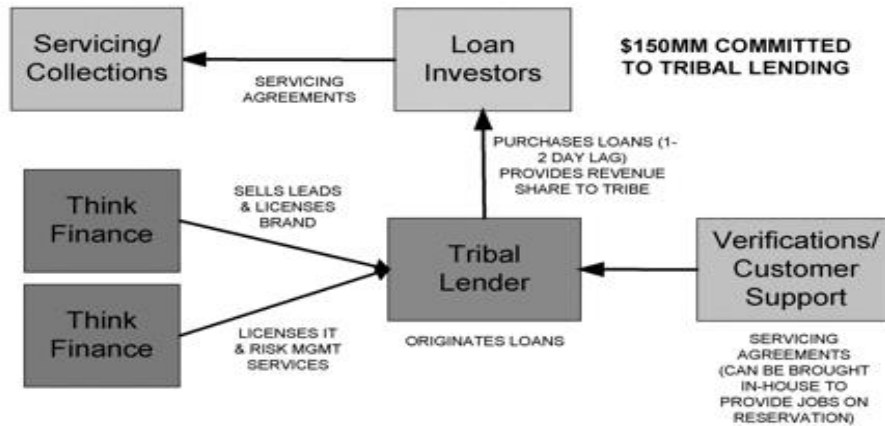 Servicing/
Collections
SERVICING
AGREEMENTS
Loan
Investors
$150MM COMMITTED
TO TRIBAL LENDING
PURCHASES LOANS (1-
2 DAY LAG)
PROVIDES REVENUE
SHARE TO TRIBE
Think
Finance
SELLS LEADS
& LICENSES
BRAND
Think
Finance
LICENSES IT
& RISK MGMT
SERVICES
Tribal
Lender
ORIGINATES LOANS
Verifications/
Customer
Support
SERVICING
AGREEMENTS
(CAN BE BROUGHT
IN-HOUSE TO
PROVIDE JOBS ON
RESERVATION)